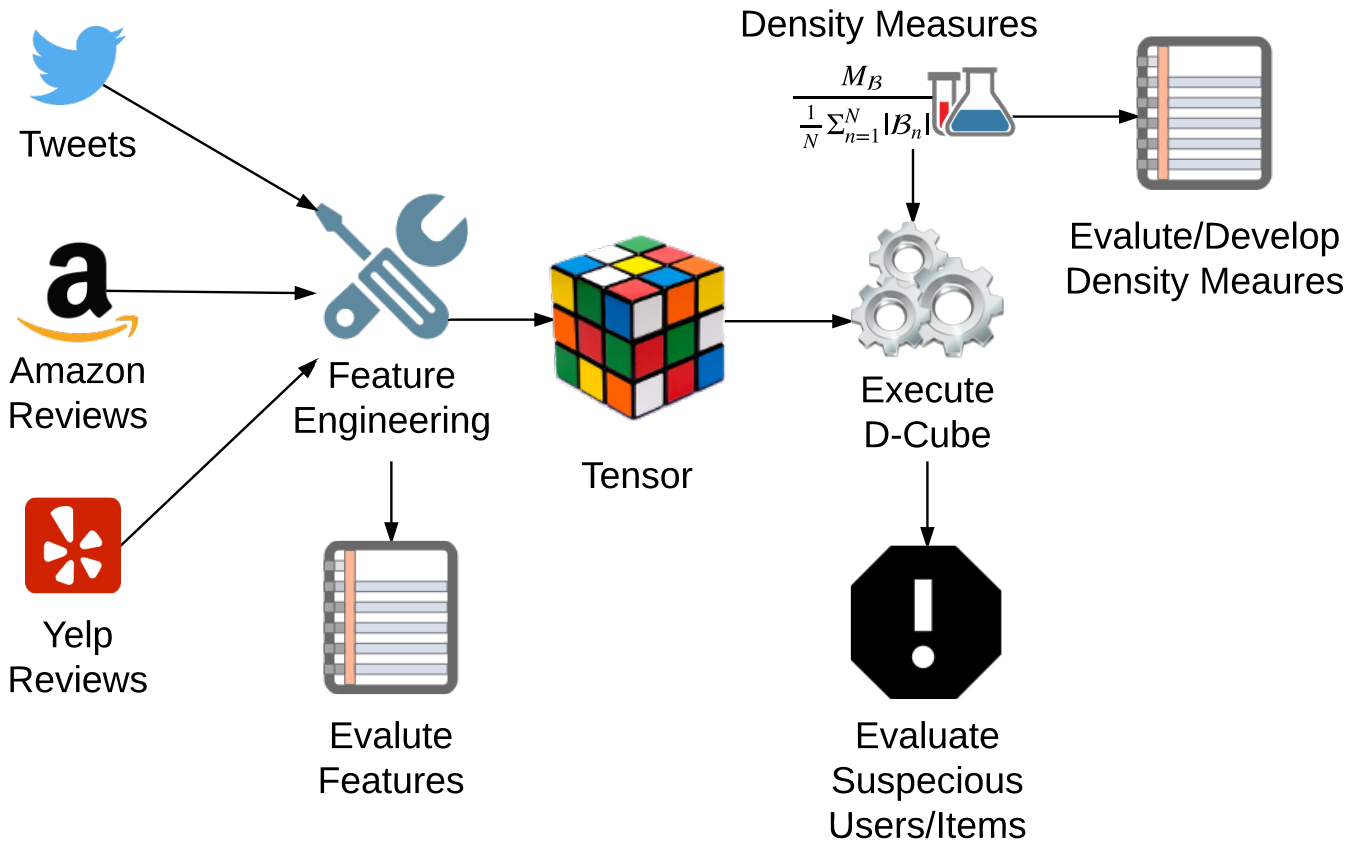 Tweets
Amazon
Reviews
Yelp
Reviews
Feature
Engineering
Evalute
Features
Tensor
Density Measures
M_B
1/N Σ_{n=1}^{N} |B_n|
Execute
D-Cube
Evaluate
Suspecious
Users/Items
Evalute/Develop
Density Meaures